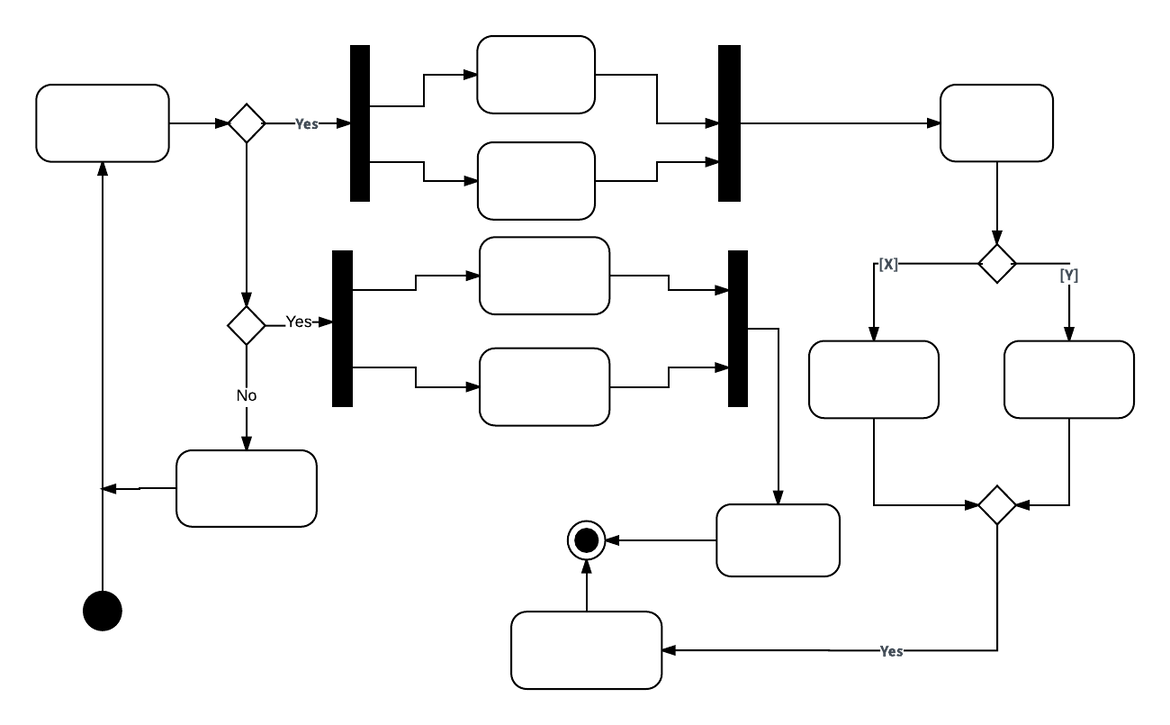 Yes
[X]
[Y]
Yes
No
Yes